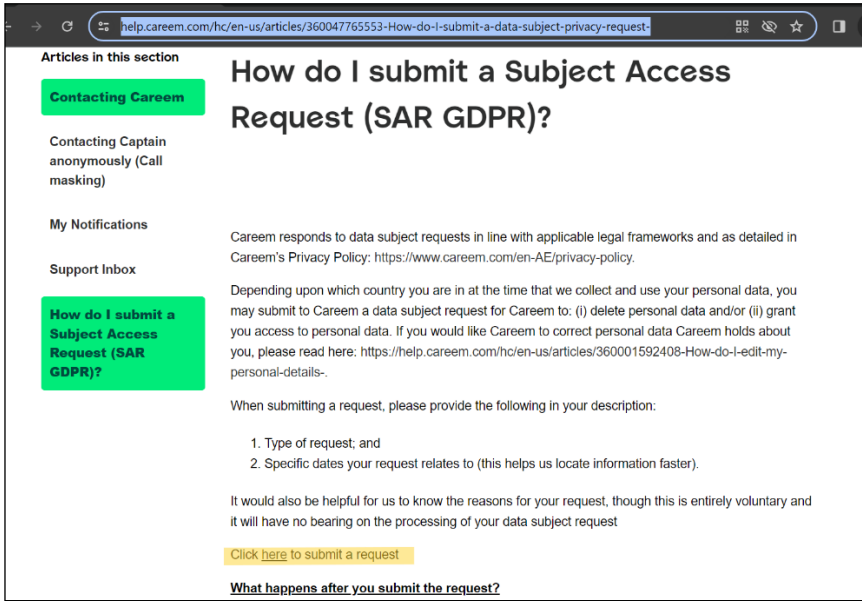 help.careem.com/hc/en-us/articles/360047765553-How-do-I-submit-a-data-subject-privacy-request-
Articles in this section
Contacting Careem
Contacting Captain
anonymously (Call
masking)
My Notifications
Support Inbox
How do I submit a
Subject Access
Request (SAR
GDPR)?
How do I submit a Subject Access
Request (SAR GDPR)?
Careem responds to data subject requests in line with applicable legal frameworks and as detailed in
Careem's Privacy Policy: https://www.careem.com/en-AE/privacy-policy.
Depending upon which country you are in at the time that we collect and use your personal data, you
may submit to Careem a data subject request for Careem to: (i) delete personal data and/or (ii) grant
you access to personal data. If you would like Careem to correct personal data Careem holds about
you, please read here: https://help.careem.com/hc/en-us/articles/360001592408-How-do-I-edit-my-
personal-details-.
When submitting a request, please provide the following in your description:
1. Type of request; and
2. Specific dates your request relates to (this helps us locate information faster).
It would also be helpful for us to know the reasons for your request, though this is entirely voluntary and
it will have no bearing on the processing of your data subject request
Click here to submit a request
What happens after you submit the request?